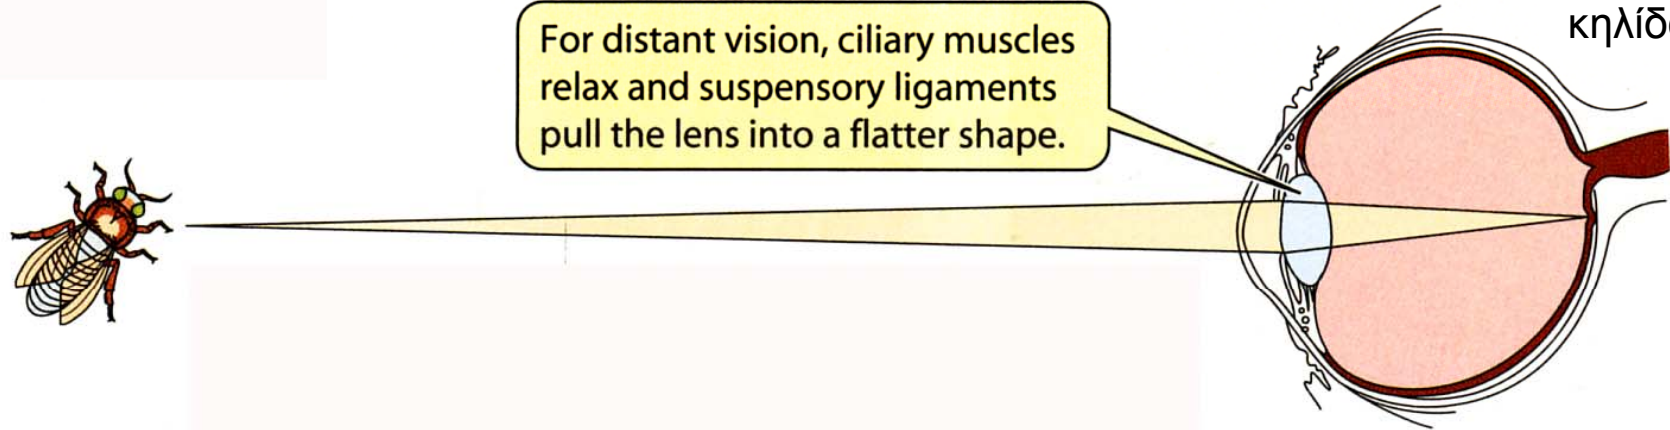 For distant vision, ciliary muscles
relax and suspensory ligaments
pull the lens into a flatter shape.